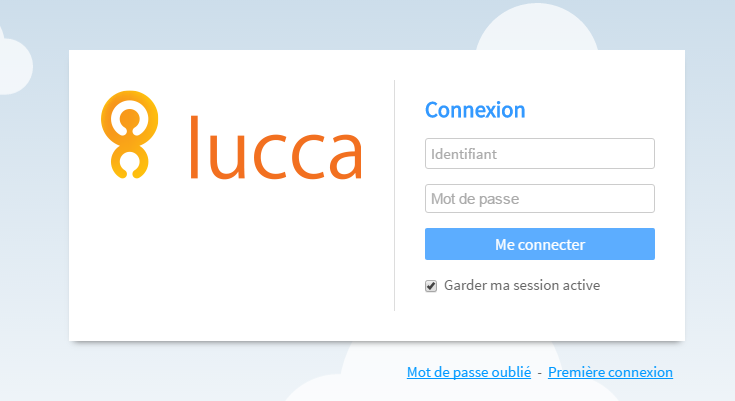 lucca
Connexion
Identifiant
Mot de passe
Me connecter
Garder ma session active
Mot de passe oublié - Première connexion